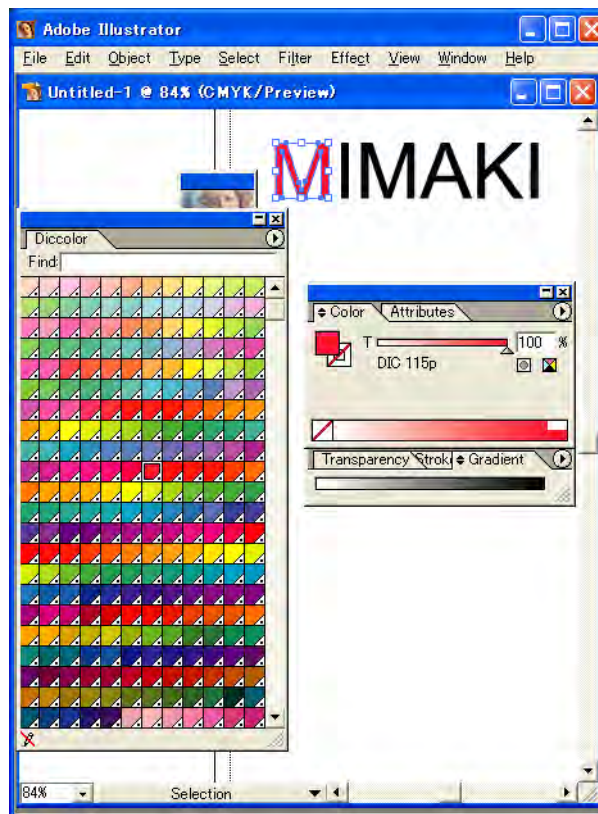 Adobe Illustrator
File Edit Object Type Select Filter Effect View Window Help
Untitled-1 @ 84% (CMYK/Preview)
MIMAKI
Diccolor
Find:
Color Attributes
T 100 %
DIC 115p
Transparency Strok Gradient
84% Selection